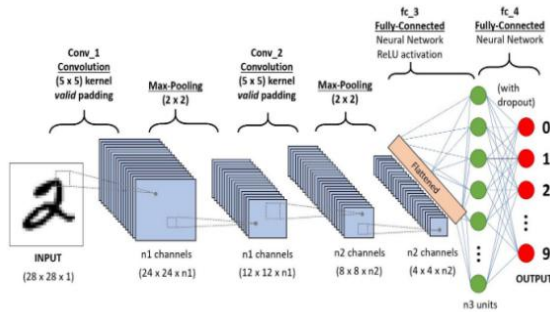 fc_3
Fully-Connected
Neural Network
ReLU activation
fc_4
Fully-Connected
Neural Network
Conv_1
Convolution
(5 x 5) kernel
valid padding
Max-Pooling
(2 x 2)
Conv_2
Convolution
(5 x 5) kernel
valid padding
Max-Pooling
(2 x 2)
(with
dropout)
Flattened
0
1
2
9
2
INPUT
(28 x 28 x 1)
n1 channels
(24 x 24 x n1)
n1 channels
(12 x 12 x n1)
n2 channels
(8 x 8 x n2)
n2 channels
(4 x 4 x n2)
n3 units
OUTPUT